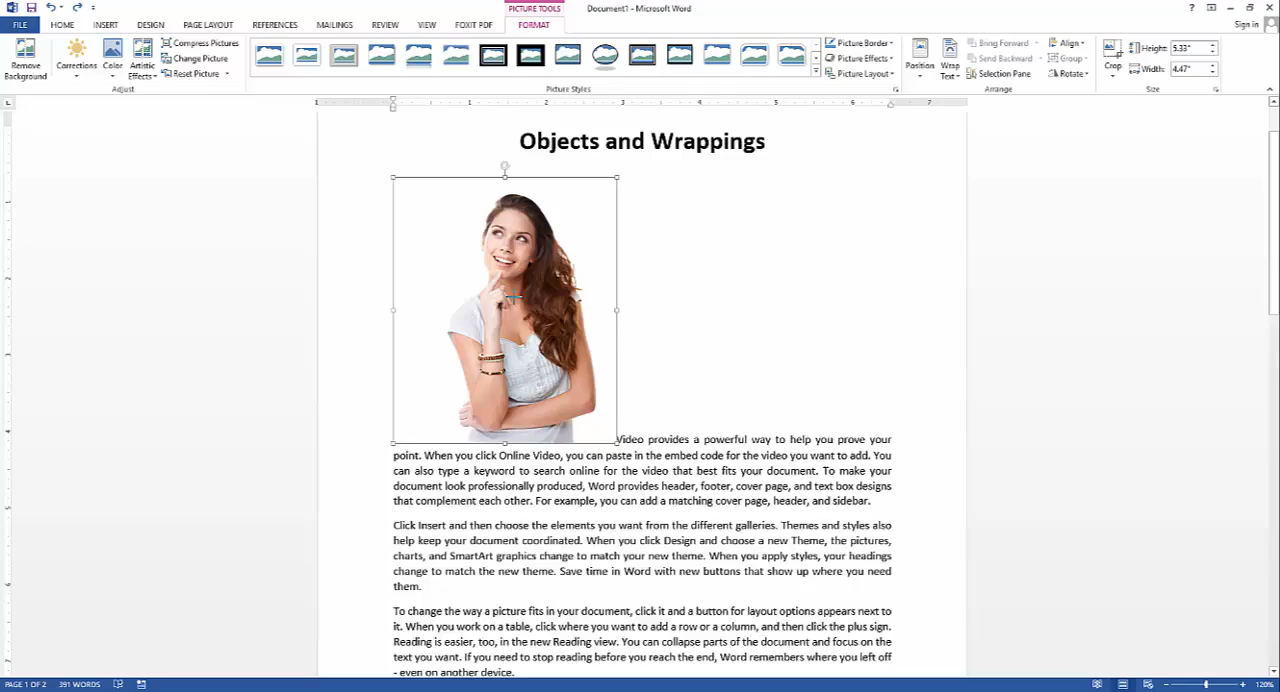 PICTURE TOOLS
Document1 - Microsoft Word
Sign in
FILE HOME INSERT DESIGN PAGE LAYOUT REFERENCES MAILINGS REVIEW VIEW FOXIT PDF FORMAT
Remove Background
Corrections
Color
Artistic Effects
Compress Pictures
Change Picture
Reset Picture
Picture Border
Picture Effects
Picture Layout
Position
Wrap Text
Bring Forward
Send Backward
Selection Pane
Align
Group
Rotate
Crop
Height: 5.33"
Width: 4.47"
Adjust Picture Styles Arrange Size
1 1 2 3 4 5 6 7
Objects and Wrappings
Video provides a powerful way to help you prove your
point. When you click Online Video, you can paste in the embed code for the video you want to add. You
can also type a keyword to search online for the video that best fits your document. To make your
document look professionally produced, Word provides header, footer, cover page, and text box designs
that complement each other. For example, you can add a matching cover page, header, and sidebar.
Click Insert and then choose the elements you want from the different galleries. Themes and styles also
help keep your document coordinated. When you click Design and choose a new Theme, the pictures,
charts, and SmartArt graphics change to match your new theme. When you apply styles, your headings
change to match the new theme. Save time in Word with new buttons that show up where you need
them.
To change the way a picture fits in your document, click it and a button for layout options appears next to
it. When you work on a table, click where you want to add a row or a column, and then click the plus sign.
Reading is easier, too, in the new Reading view. You can collapse parts of the document and focus on the
text you want. If you need to stop reading before you reach the end, Word remembers where you left off
- even on another device.
PAGE 1 OF 2 391 WORDS 120%